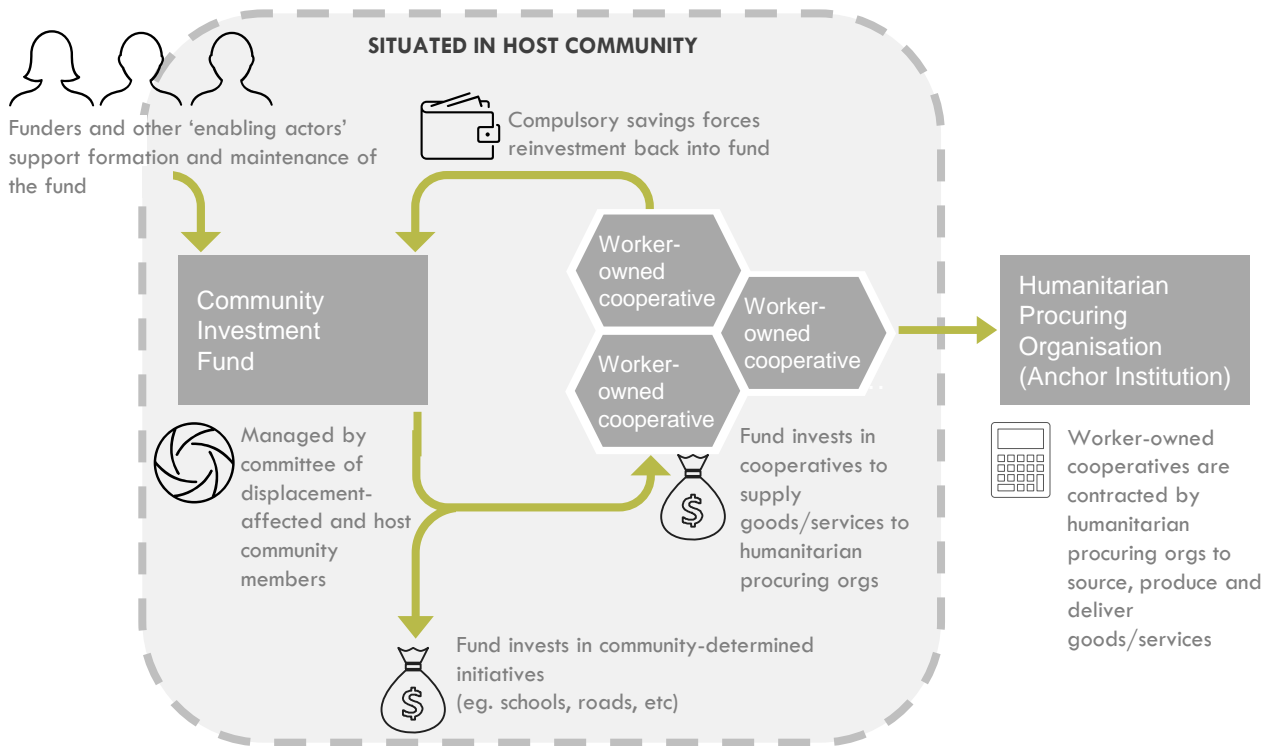 SITUATED IN HOST COMMUNITY
Funders and other ‘enabling actors’
support formation and maintenance of
the fund
Compulsory savings forces
reinvestment back into fund
Community
Investment
Fund
Worker-
owned
cooperative
Worker-
owned
cooperative
Worker-
owned
cooperative
Humanitarian
Procuring
Organisation
(Anchor Institution)
Managed by
committee of
displacement-
affected and host
community
members
$
Fund invests in
cooperatives to
supply
goods/services to
humanitarian
procuring orgs
Worker-owned
cooperatives are
contracted by
humanitarian
procuring orgs to
source, produce and
deliver
goods/services
$
Fund invests in community-determined
initiatives
(eg. schools, roads, etc)